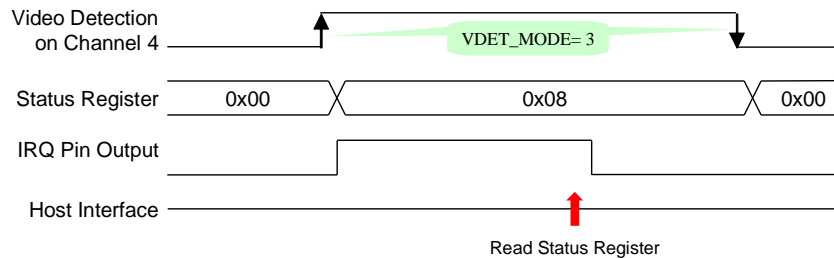 Video Detection
on Channel 4
VDET_MODE= 3
Status Register
0x00
0x08
0x00
IRQ Pin Output
Host Interface
Read Status Register